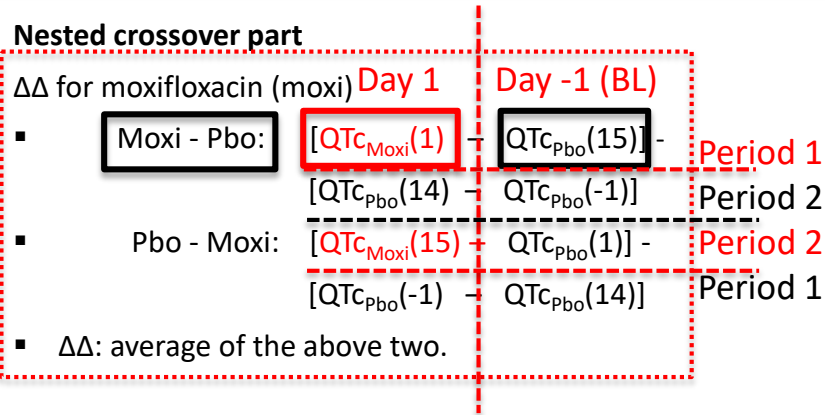 Nested crossover part
ΔΔ for moxifloxacin (moxi) Day 1 Day -1 (BL)
▪ Moxi - Pbo: [QTcMoxi(1) – QTcPbo(15)] - Period 1
[QTcPbo(14) – QTcPbo(-1)] Period 2
▪ Pbo - Moxi: [QTcMoxi(15) – QTcPbo(1)] - Period 2
[QTcPbo(-1) – QTcPbo(14)] Period 1
▪ ΔΔ: average of the above two.